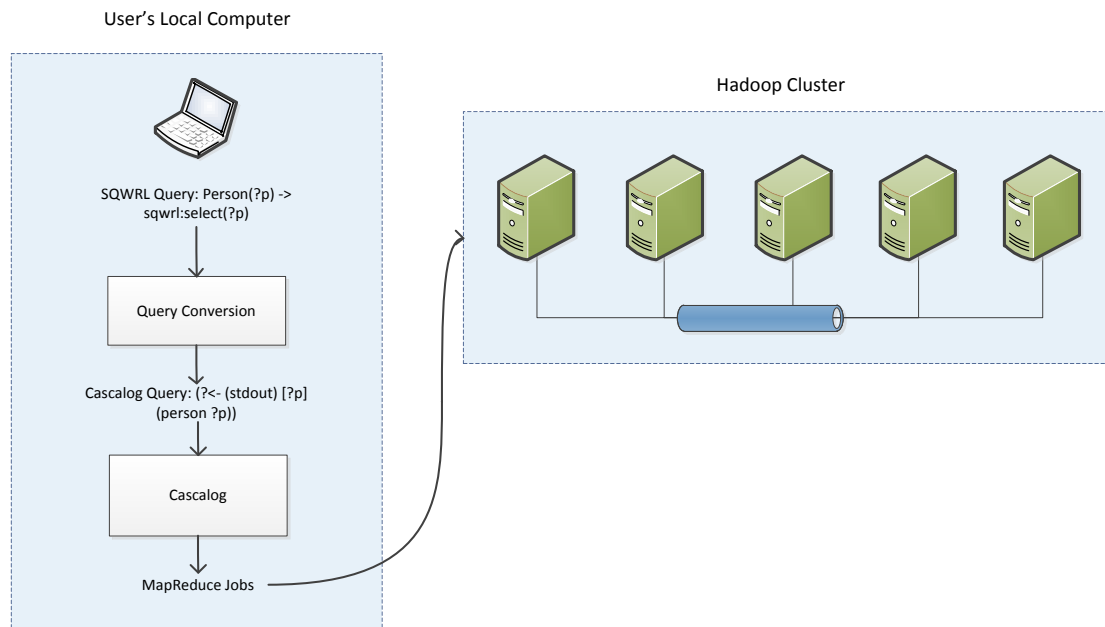 User’s Local Computer
Hadoop Cluster
SQWRL Query: Person(?p) ->
sqwrl:select(?p)
Query Conversion
Cascalog Query: (?<- (stdout) [?p]
(person ?p))
Cascalog
MapReduce Jobs